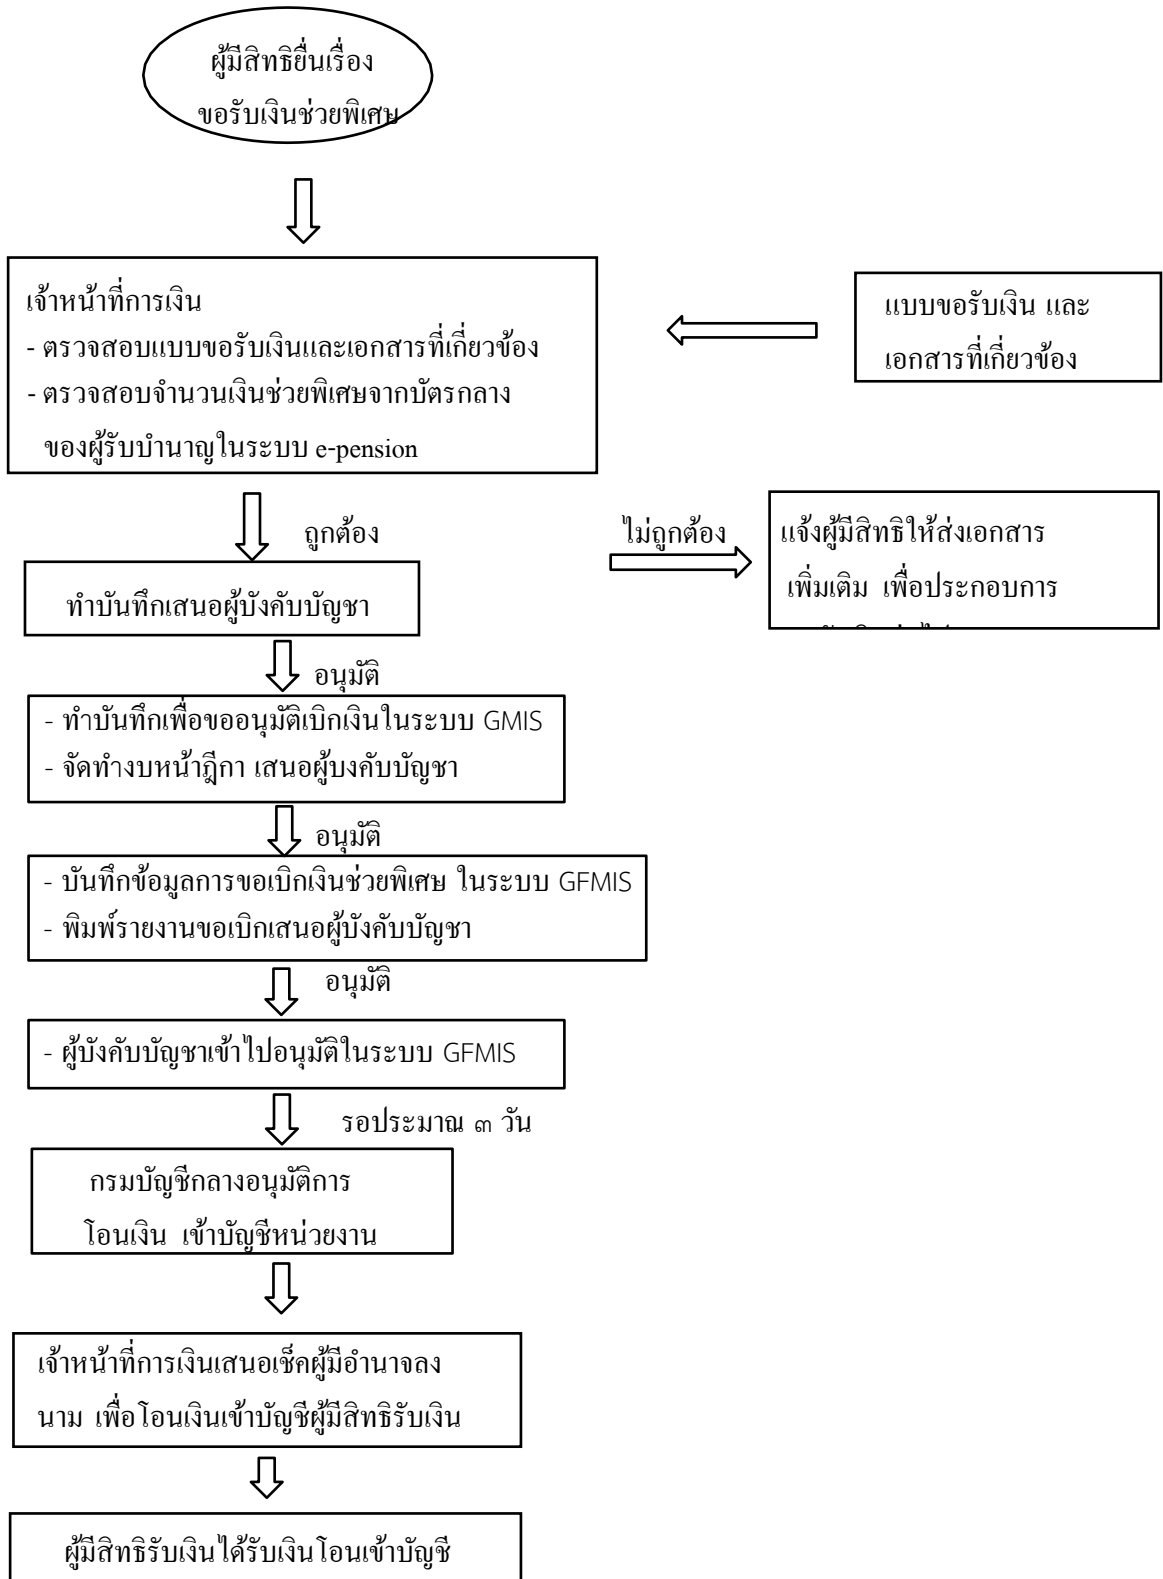 ผู้มีสิทธิยื่นเรื่อง
ขอรับเงินช่วยพิเศษ
เจ้าหน้าที่การเงิน
- ตรวจสอบแบบขอรับเงินและเอกสารที่เกี่ยวข้อง
- ตรวจสอบจำนวนเงินช่วยพิเศษจากบัตรกลาง
ของผู้รับบำนาญในระบบ e-pension
แบบขอรับเงิน และ
เอกสารที่เกี่ยวข้อง
ถูกต้อง
ไม่ถูกต้อง
แจ้งผู้มีสิทธิให้ส่งเอกสาร
เพิ่มเติม เพื่อประกอบการ
ทำบันทึกเสนอผู้บังคับบัญชา
อนุมัติ
- ทำบันทึกเพื่อขออนุมัติเบิกเงินในระบบ GMIS
- จัดทำงบหน้าฎีกา เสนอผู้บงคับบัญชา
อนุมัติ
- บันทึกข้อมูลการขอเบิกเงินช่วยพิเศษ ในระบบ GFMIS
- พิมพ์รายงานขอเบิกเสนอผู้บังคับบัญชา
อนุมัติ
- ผู้บังคับบัญชาเข้าไปอนุมัติในระบบ GFMIS
รอประมาณ ๓ วัน
กรมบัญชีกลางอนุมัติการ
โอนเงิน เข้าบัญชีหน่วยงาน
เจ้าหน้าที่การเงินเสนอเช็คผู้มีอำนาจลง
นาม เพื่อโอนเงินเข้าบัญชีผู้มีสิทธิรับเงิน
ผู้มีสิทธิรับเงินได้รับเงินโอนเข้าบัญชี